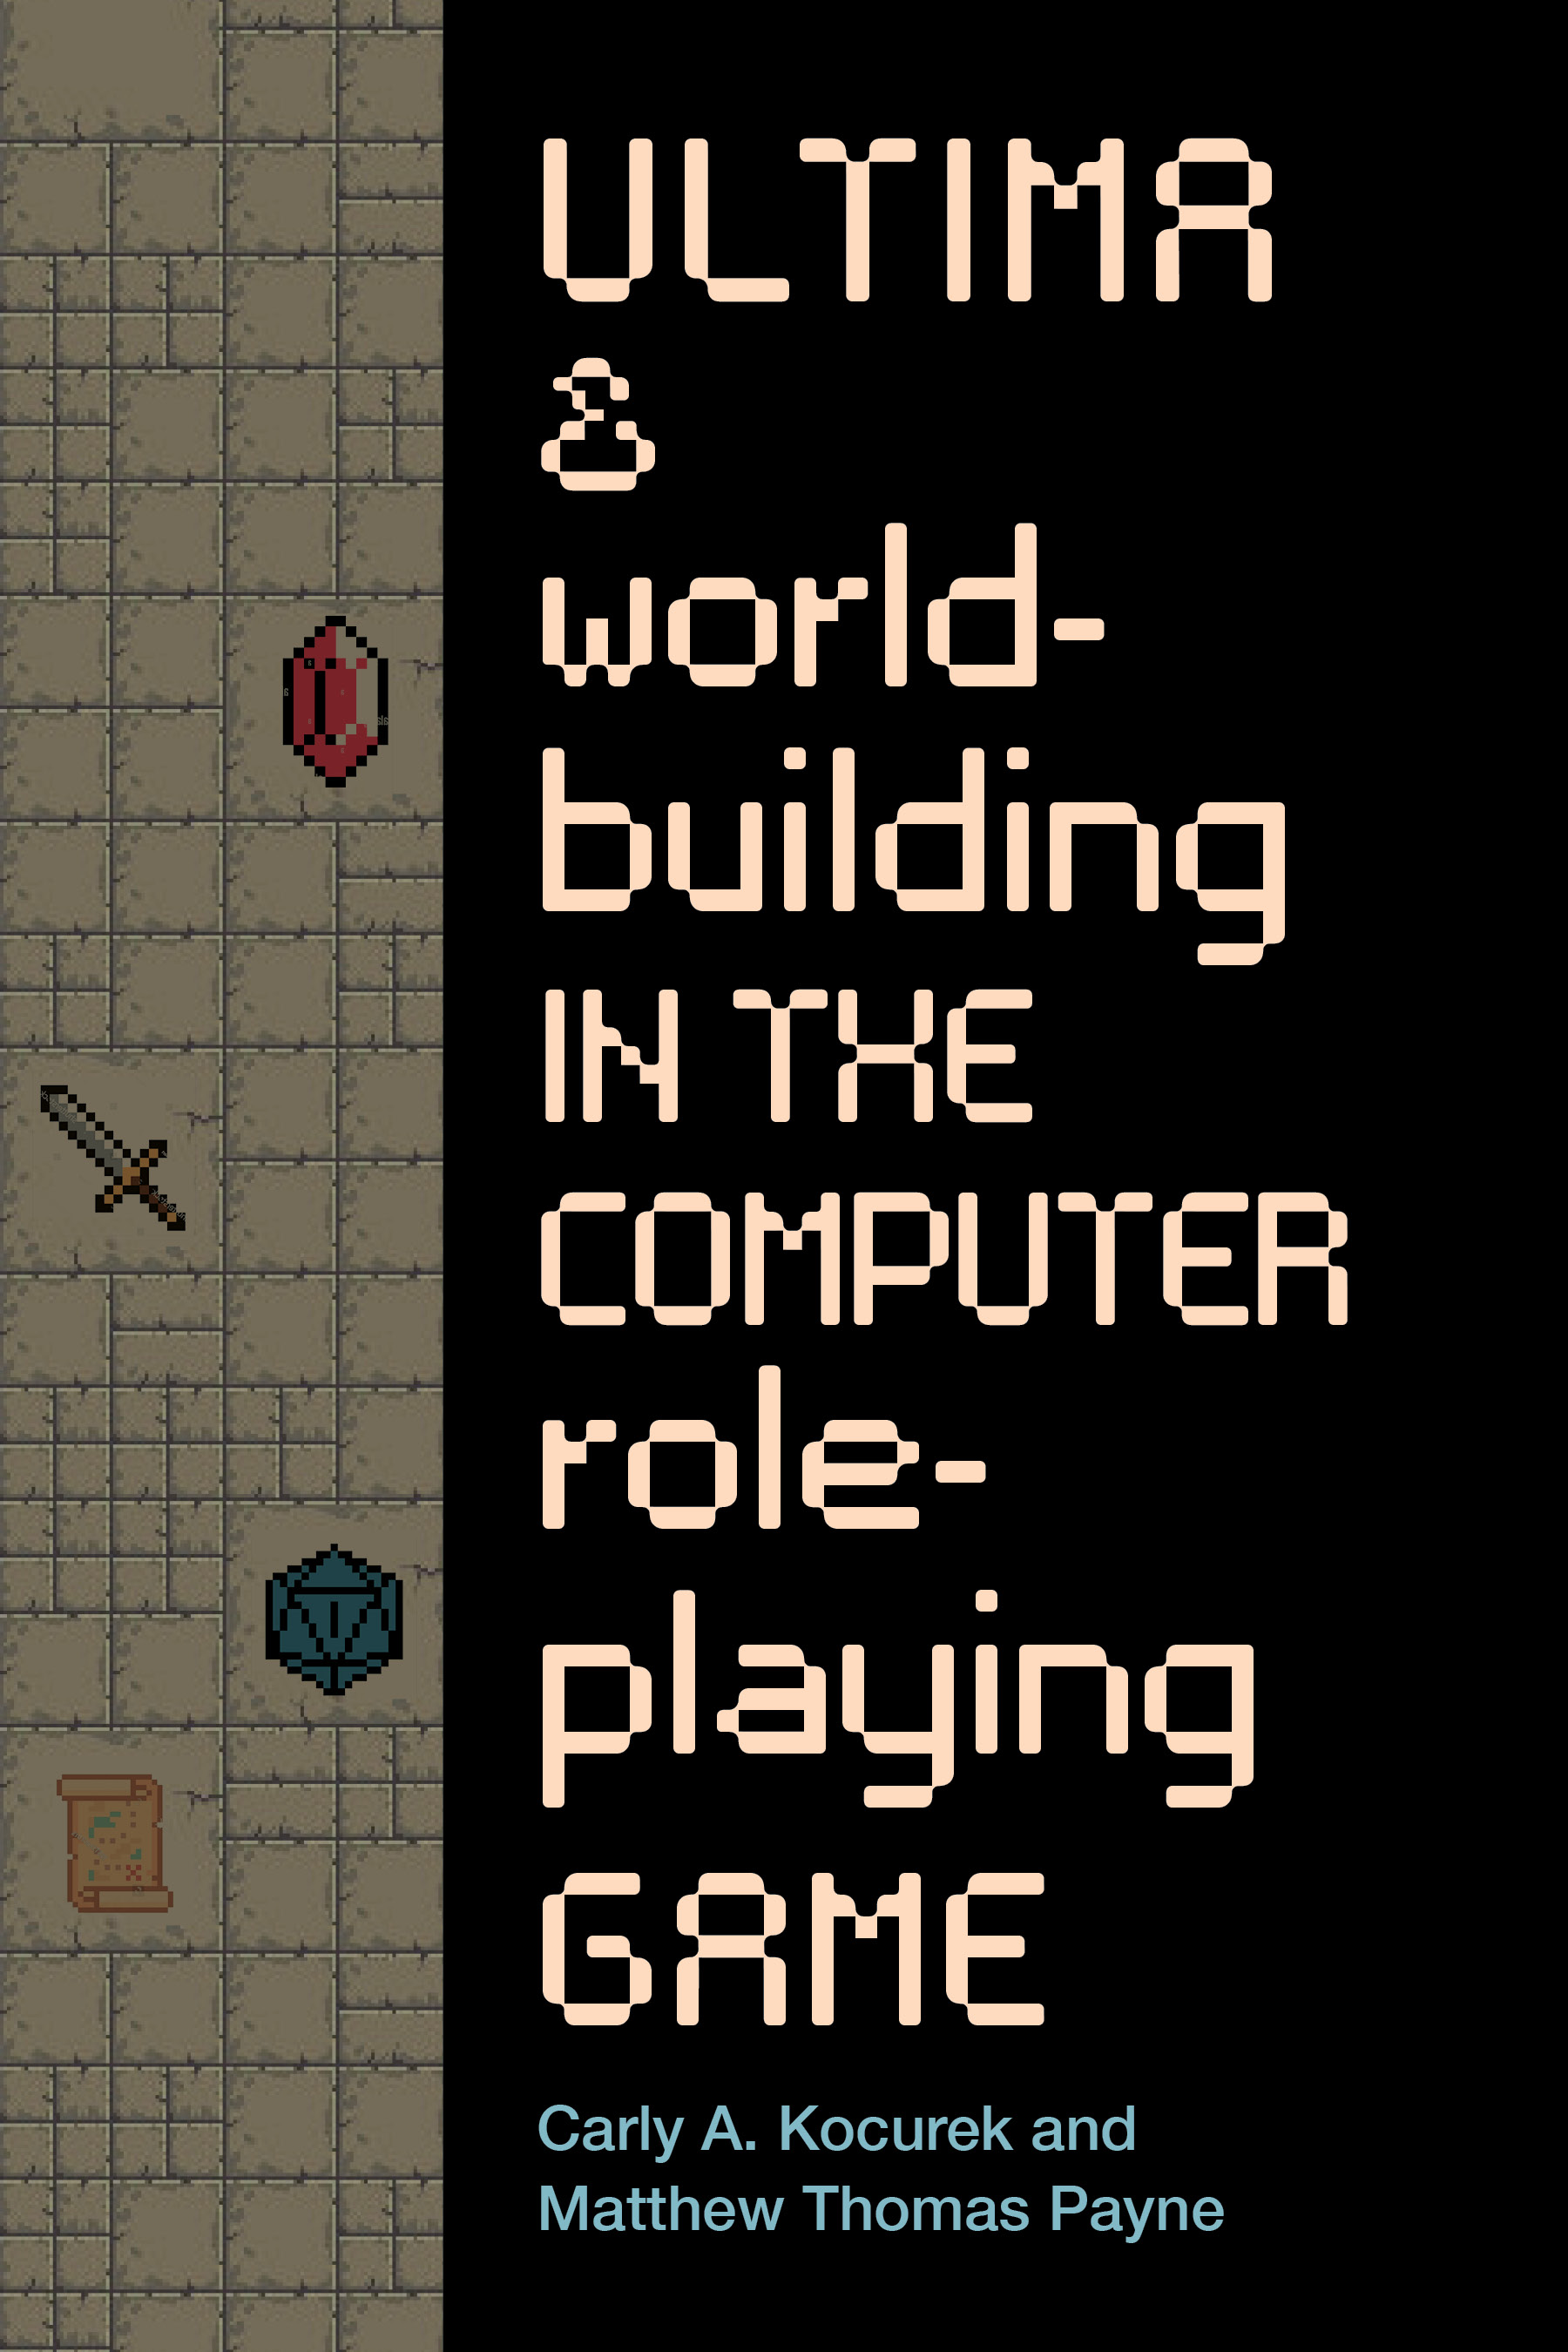 ULTIMA
&
world-
building
IN THE
COMPUTER
role-
playing
GAME
Carly A. Kocurek and
Matthew Thomas Payne